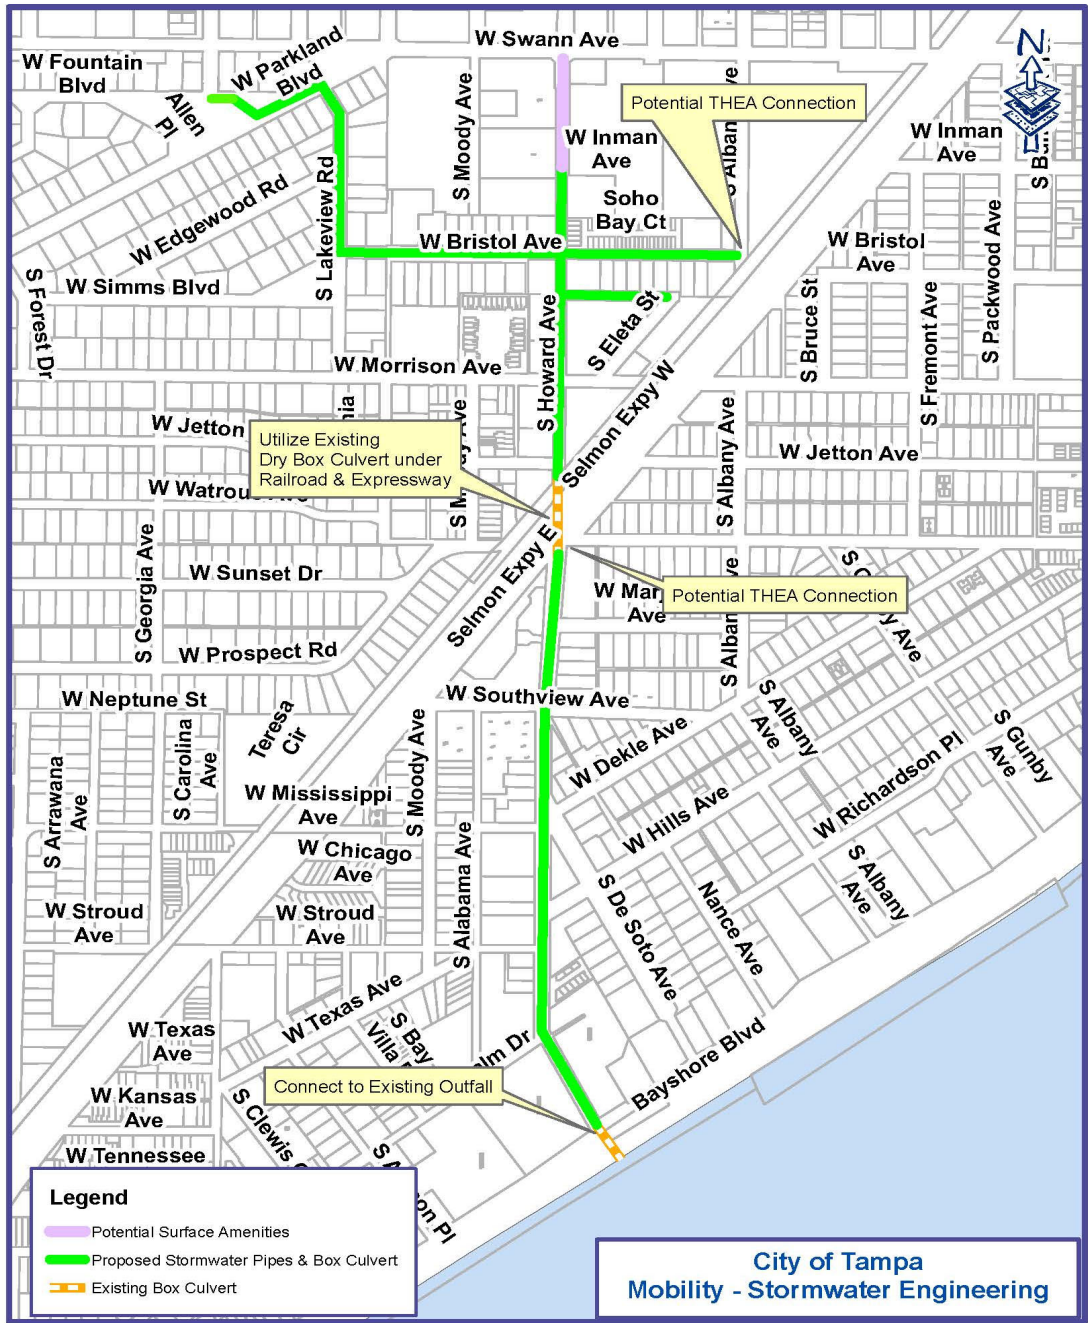 W Swann Ave
N
W Fountain
Blvd
W Parkland
Blvd
Allen
Pl
S Moody Ave
Potential THEA Connection
W Inman
Ave
W Inman
Ave
S Albany
W Edgewood Rd
S Lakeview Rd
Soho
Bay Ct
W Bristol Ave
W Bristol
Ave
S Packwood Ave
S Forest Dr
W Simms Blvd
S Howard Ave
S Eleta St
S Bruce St
S Fremont Ave
W Morrison Ave
Selmon Expy W
W Jetton
Utilize Existing
Dry Box Culvert under
Railroad & Expressway
S Albany Ave
W Jetton Ave
S Georgia Ave
W Sunset Dr
Selmon Expy E
W Mar
Ave
Potential THEA Connection
W Prospect Rd
W Neptune St
W Southview Ave
Teresa
Cir
S Carolina
Ave
S Arrawana
Ave
S Moody Ave
W Dekle Ave
S Albany
Ave
S Gunby
Ave
W Mississippi
Ave
W Hills Ave
W Richardson Pl
W Chicago
Ave
S Alabama Ave
S De Soto Ave
Nance Ave
S Albany
Ave
W Stroud
Ave
W Stroud
Ave
W Texas Ave
W Texas
Ave
S Bay
Villa
lm Dr
Bayshore Blvd
Connect to Existing Outfall
W Kansas
Ave
S Clewis
W Tennessee
on Pl
Legend
Potential Surface Amenities
Proposed Stormwater Pipes & Box Culvert
Existing Box Culvert
City of Tampa
Mobility - Stormwater Engineering